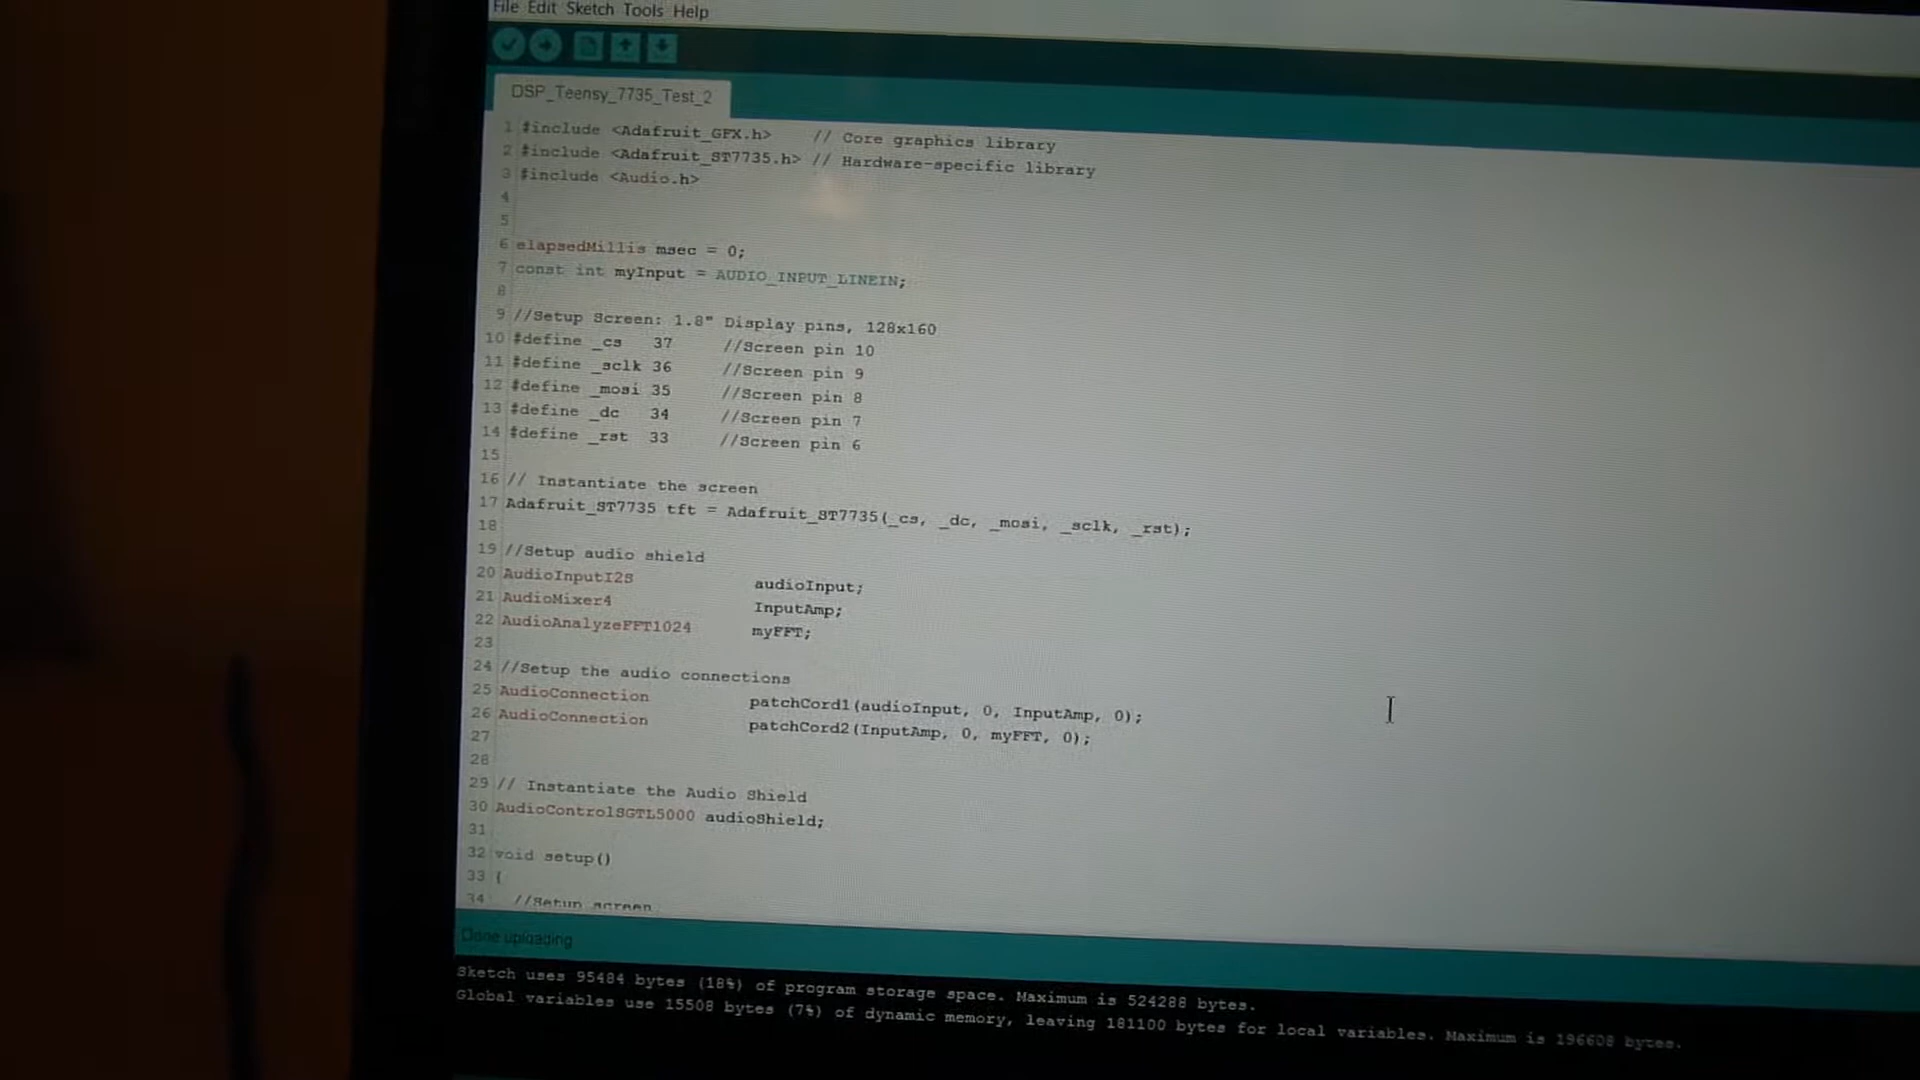 File Edit Sketch Tools Help
DSP_Teensy_7735_Test_2
1 #include <Adafruit_GFX.h> // Core graphics library
2 #include <Adafruit_ST7735.h> // Hardware-specific library
3 #include <Audio.h>
4
5
6 elapsedMillis msec = 0;
7 const int myInput = AUDIO_INPUT_LINEIN;
8
9 //Setup Screen: 1.8" Display pins, 128x160
10 #define _cs 37 //Screen pin 10
11 #define _sclk 36 //Screen pin 9
12 #define _mosi 35 //Screen pin 8
13 #define _dc 34 //Screen pin 7
14 #define _rst 33 //Screen pin 6
15
16 // Instantiate the screen
17 Adafruit_ST7735 tft = Adafruit_ST7735(_cs, _dc, _mosi, _sclk, _rst);
18
19 //Setup audio shield
20 AudioInputI2S audioInput;
21 AudioMixer4 InputAmp;
22 AudioAnalyzeFFT1024 myFFT;
23
24 //Setup the audio connections
25 AudioConnection patchCord1(audioInput, 0, InputAmp, 0);
26 AudioConnection patchCord2(InputAmp, 0, myFFT, 0);
27
28
29 // Instantiate the Audio Shield
30 AudioControlSGTL5000 audioShield;
31
32 void setup()
33 {
34 //Setup screen
Done uploading
Sketch uses 95484 bytes (18%) of program storage space. Maximum is 524288 bytes.
Global variables use 15508 bytes (7%) of dynamic memory, leaving 181100 bytes for local variables. Maximum is 196608 bytes.